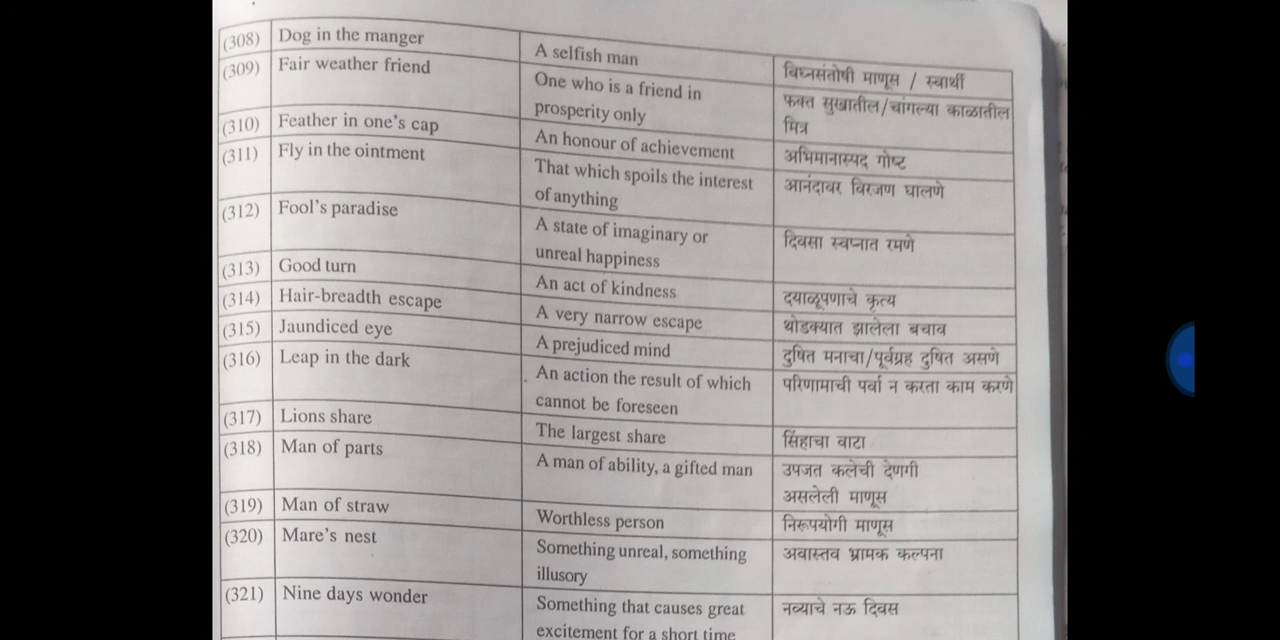 (308) Dog in the manger A selfish man विघ्नसंतोषी माणूस / स्वार्थी
(309) Fair weather friend One who is a friend in फक्त सुखातील/चांगल्या काळातील
prosperity only मित्र
(310) Feather in one's cap An honour of achievement अभिमानास्पद गोष्ट
(311) Fly in the ointment That which spoils the interest आनंदावर विरजण घालणे
of anything
(312) Fool's paradise A state of imaginary or दिवसा स्वप्नात रमणे
unreal happiness
(313) Good turn An act of kindness दयाळूपणाचे कृत्य
(314) Hair-breadth escape A very narrow escape थोडक्यात झालेला बचाव
(315) Jaundiced eye A prejudiced mind दुषित मनाचा/पूर्वग्रह दुषित असणे
(316) Leap in the dark An action the result of which परिणामाची पर्वा न करता काम करणे
cannot be foreseen
(317) Lions share The largest share सिंहाचा वाटा
(318) Man of parts A man of ability, a gifted man उपजत कलेची देणगी
असलेली माणूस
(319) Man of straw Worthless person निरूपयोगी माणूस
(320) Mare's nest Something unreal, something अवास्तव भ्रामक कल्पना
illusory
(321) Nine days wonder Something that causes great नव्याचे नऊ दिवस
excitement for a short time